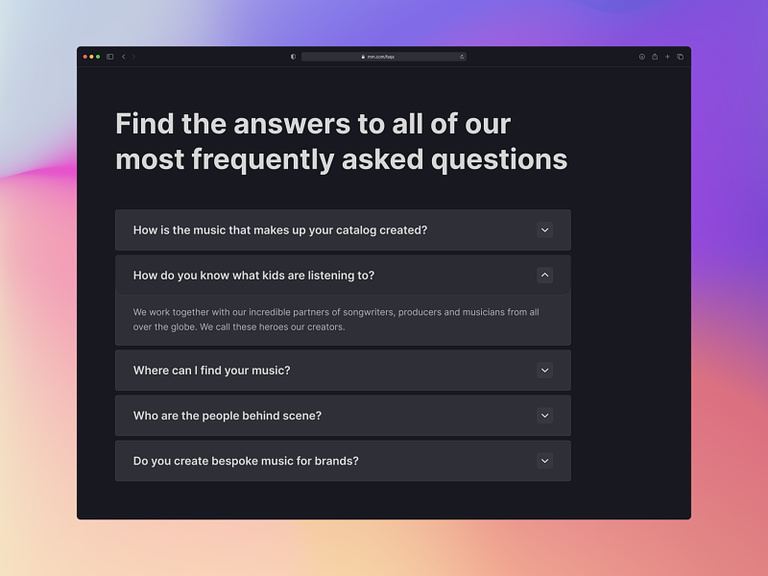 mm.com/faqs
Find the answers to all of our
most frequently asked questions
How is the music that makes up your catalog created?
How do you know what kids are listening to?
We work together with our incredible partners of songwriters, producers and musicians from all
over the globe. We call these heroes our creators.
Where can I find your music?
Who are the people behind scene?
Do you create bespoke music for brands?